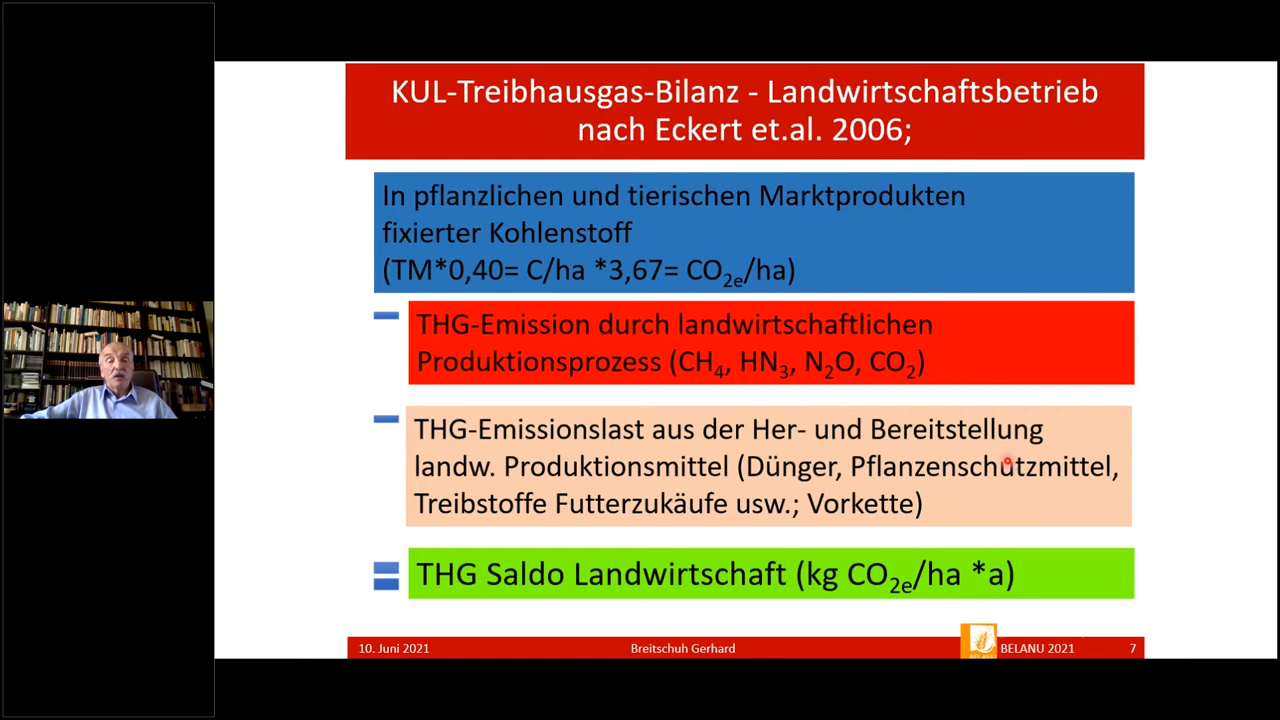 KUL-Treibhausgas-Bilanz - Landwirtschaftsbetrieb
nach Eckert et.al. 2006;
In pflanzlichen und tierischen Marktprodukten
fixierter Kohlenstoff
(TM*0,40= C/ha *3,67= CO₂e/ha)
THG-Emission durch landwirtschaftlichen
Produktionsprozess (CH₄, HN₃, N₂O, CO₂)
THG-Emissionslast aus der Her- und Bereitstellung
landw. Produktionsmittel (Dünger, Pflanzenschutzmittel,
Treibstoffe Futterzukäufe usw.; Vorkette)
THG Saldo Landwirtschaft (kg CO₂e/ha *a)
10. Juni 2021
Breitschuh Gerhard
BELANU 2021
7